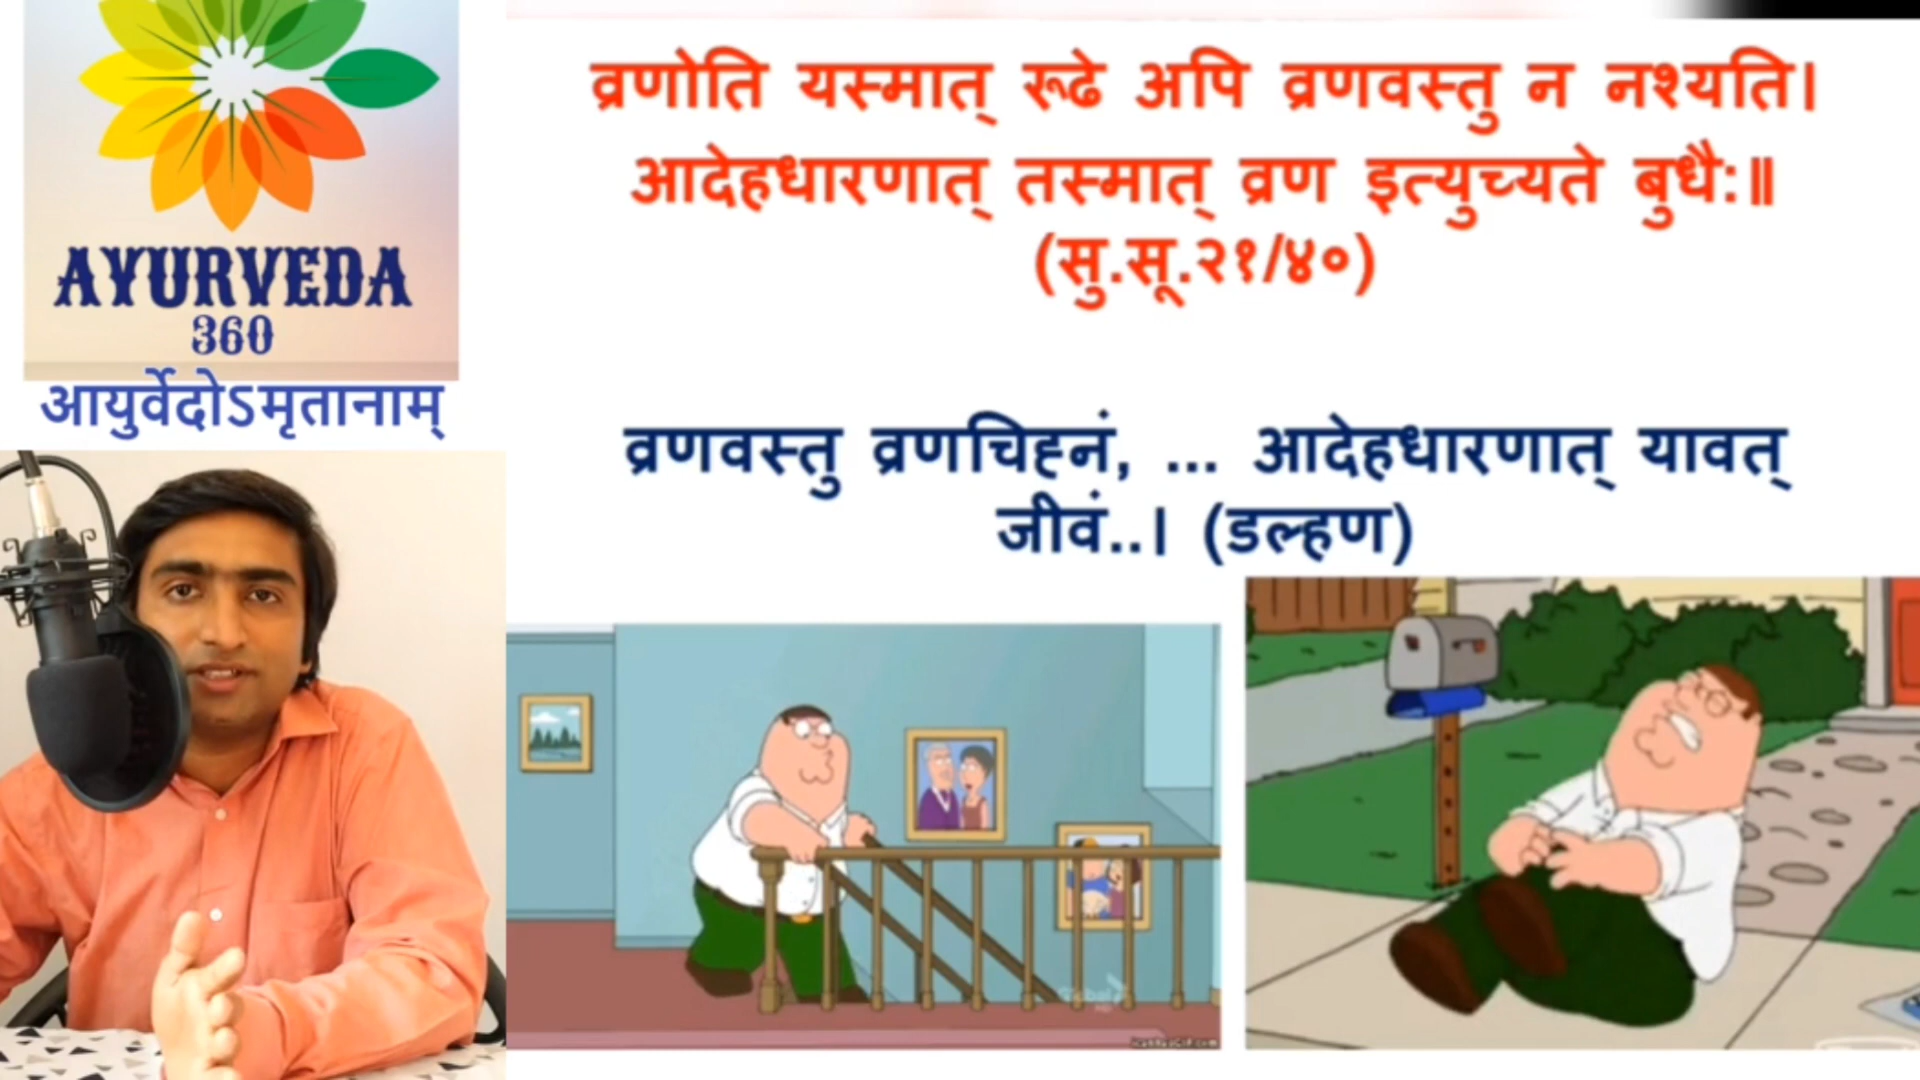 AYURVEDA
360
आयुर्वेदोऽमृतानाम्
व्रणोति यस्मात् रूढे अपि व्रणवस्तु न नश्यति।
आदेहधारणात् तस्मात् व्रण इत्युच्यते बुधैः॥
(सु.सू.२१/४०)
व्रणवस्तु व्रणचिह्नं, ... आदेहधारणात् यावत्
जीवं..। (डल्हण)